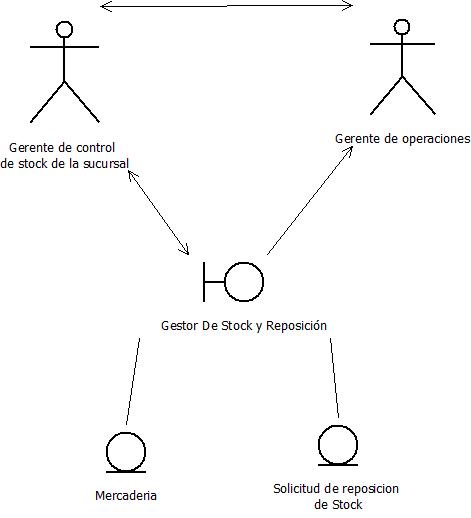 Gerente de control
de stock de la sucursal
Gerente de operaciones
Gestor De Stock y Reposición
Mercaderia
Solicitud de reposicion
de Stock